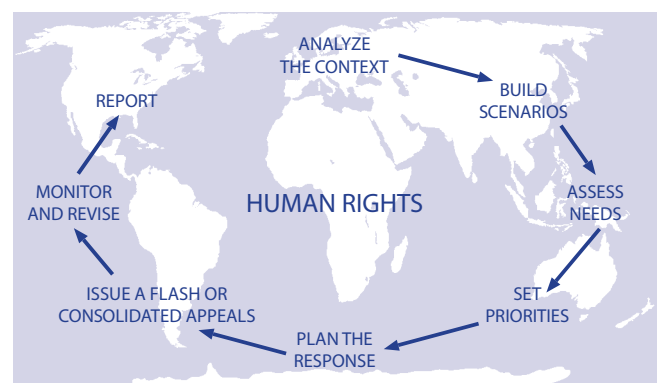 ANALYZE
THE CONTEXT
BUILD
SCENARIOS
ASSESS
NEEDS
SET
PRIORITIES
PLAN THE
RESPONSE
ISSUE A FLASH OR
CONSOLIDATED APPEALS
MONITOR
AND REVISE
REPORT
HUMAN RIGHTS